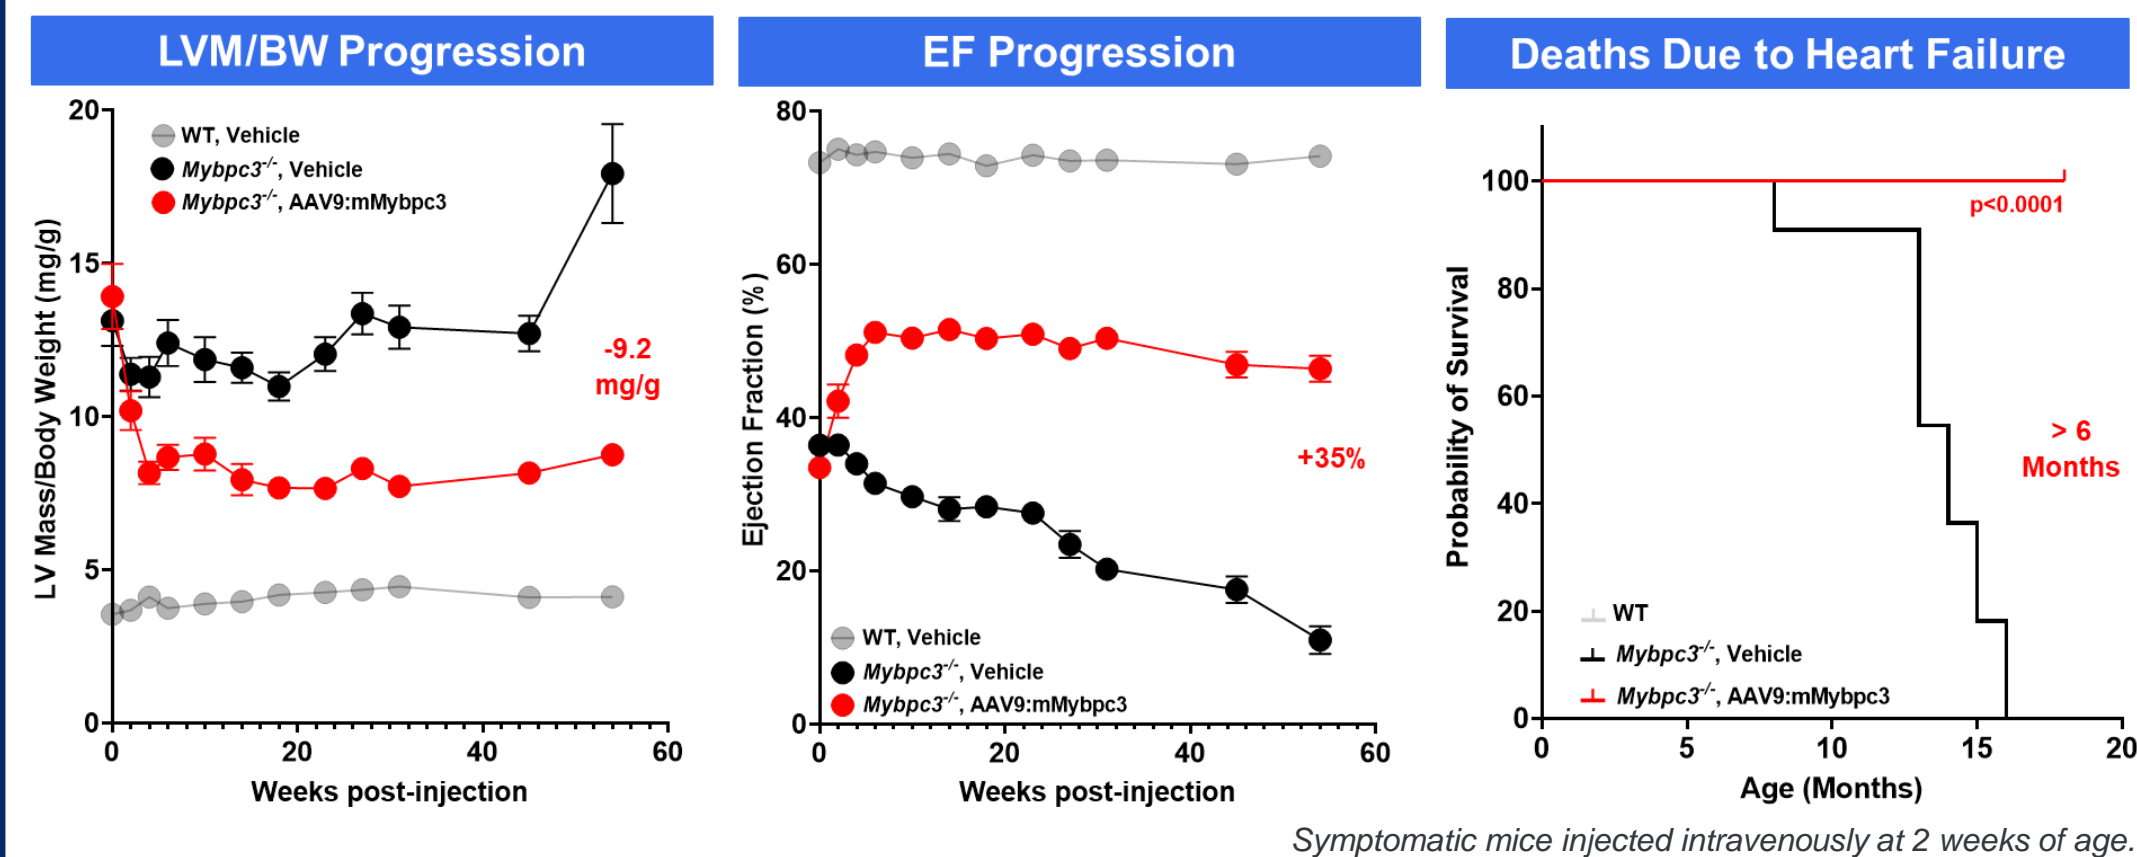 LVM/BW Progression
20
15
10
5
0
0
20
40
60
LV Mass/Body Weight (mg/g)
WT, Vehicle
Mybpc3-/-, Vehicle
Mybpc3-/-, AAV9:mMybpc3
-9.2
mg/g
Weeks post-injection
EF Progression
80
60
40
20
0
0
20
40
60
Ejection Fraction (%)
+35%
WT, Vehicle
Mybpc3-/-, Vehicle
Mybpc3-/-, AAV9:mMybpc3
Weeks post-injection
Deaths Due to Heart Failure
100
80
60
40
20
0
0
5
10
15
20
Probability of Survival
p<0.0001
> 6
Months
WT
Mybpc3-/-, Vehicle
Mybpc3-/-, AAV9:mMybpc3
Age (Months)
Symptomatic mice injected intravenously at 2 weeks of age.